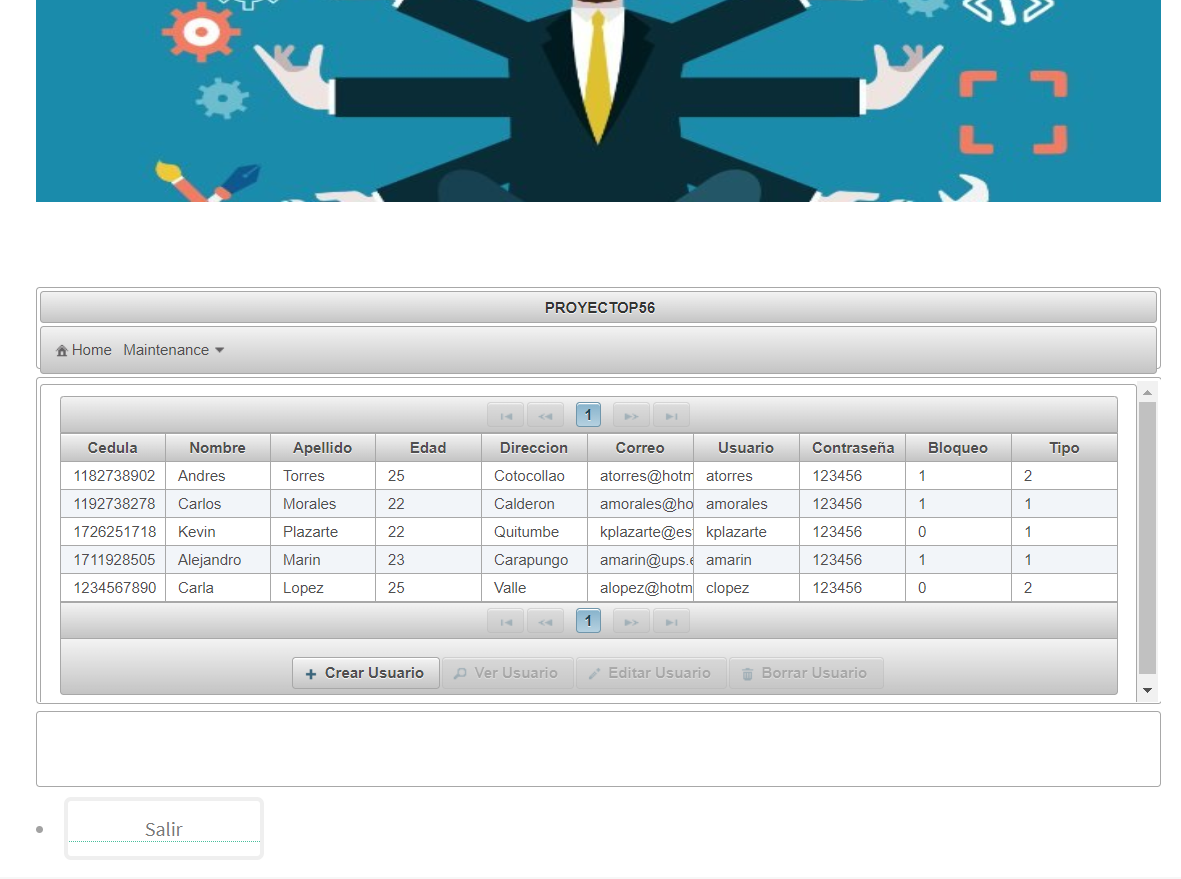 PROYECTOP56
Home Maintenance
1
Cedula Nombre Apellido Edad Direccion Correo Usuario Contraseña Bloqueo Tipo
1182738902 Andres Torres 25 Cotocollao atorres@hotm atorres 123456 1 2
1192738278 Carlos Morales 22 Calderon amorales@ho amorales 123456 1 1
1726251718 Kevin Plazarte 22 Quitumbe kplazarte@es kplazarte 123456 0 1
1711928505 Alejandro Marin 23 Carapungo amarin@ups.e amarin 123456 1 1
1234567890 Carla Lopez 25 Valle alopez@hotm clopez 123456 0 2
1
Crear Usuario Ver Usuario Editar Usuario Borrar Usuario
Salir